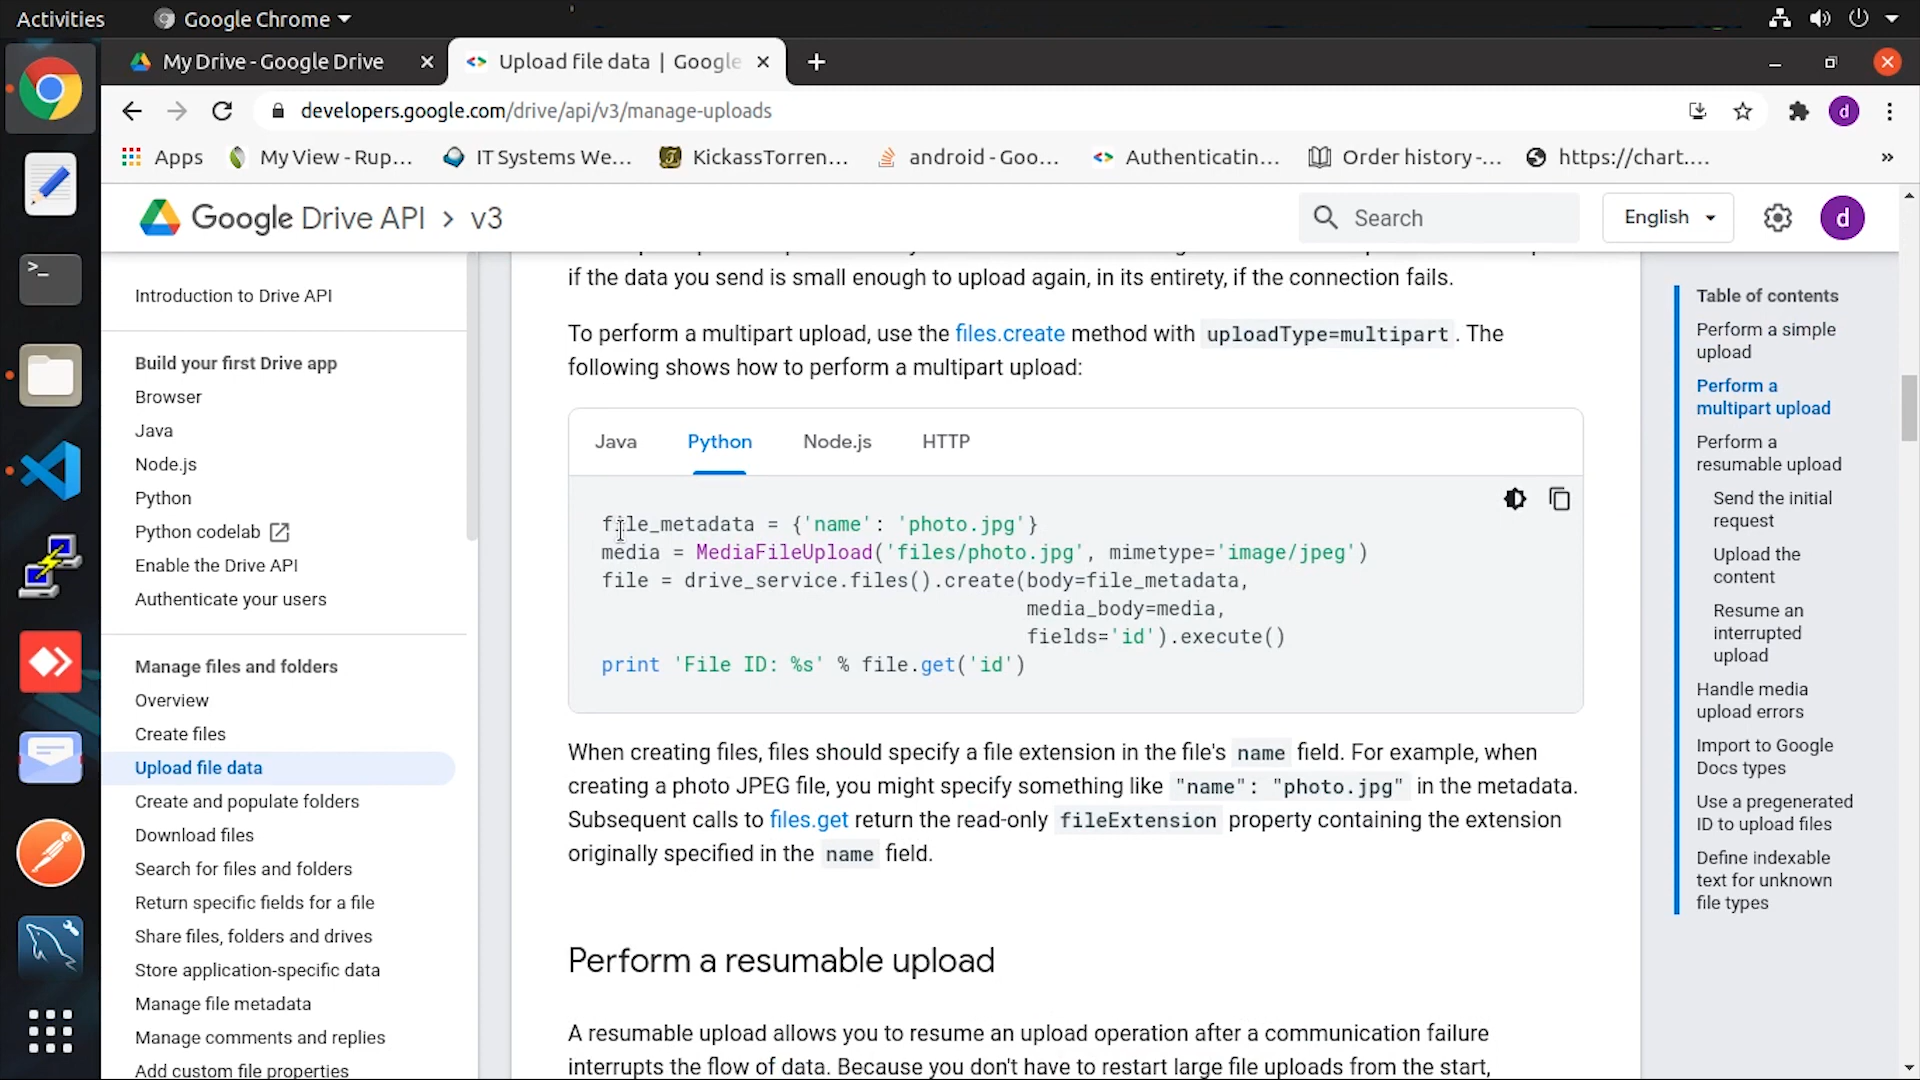 Activities
Google Chrome
My Drive - Google Drive
Upload file data | Google
developers.google.com/drive/api/v3/manage-uploads
Apps
My View - Rup...
IT Systems We...
KickassTorren...
android - Goo...
Authenticatin...
Order history -...
https://chart....
»
Google Drive API > v3
Search
English
d
Introduction to Drive API
Build your first Drive app
Browser
Java
Node.js
Python
Python codelab
Enable the Drive API
Authenticate your users
Manage files and folders
Overview
Create files
Upload file data
Create and populate folders
Download files
Search for files and folders
Return specific fields for a file
Share files, folders and drives
Store application-specific data
Manage file metadata
Manage comments and replies
Add custom file properties
if the data you send is small enough to upload again, in its entirety, if the connection fails.
To perform a multipart upload, use the files.create method with uploadType=multipart. The
following shows how to perform a multipart upload:
Java
Python
Node.js
HTTP
file_metadata = {'name': 'photo.jpg'}
media = MediaFileUpload('files/photo.jpg', mimetype='image/jpeg')
file = drive_service.files().create(body=file_metadata,
media_body=media,
fields='id').execute()
print 'File ID: %s' % file.get('id')
When creating files, files should specify a file extension in the file's name field. For example, when
creating a photo JPEG file, you might specify something like "name": "photo.jpg" in the metadata.
Subsequent calls to files.get return the read-only fileExtension property containing the extension
originally specified in the name field.
Perform a resumable upload
A resumable upload allows you to resume an upload operation after a communication failure
interrupts the flow of data. Because you don't have to restart large file uploads from the start,
Table of contents
Perform a simple
upload
Perform a
multipart upload
Perform a
resumable upload
Send the initial
request
Upload the
content
Resume an
interrupted
upload
Handle media
upload errors
Import to Google
Docs types
Use a pregenerated
ID to upload files
Define indexable
text for unknown
file types